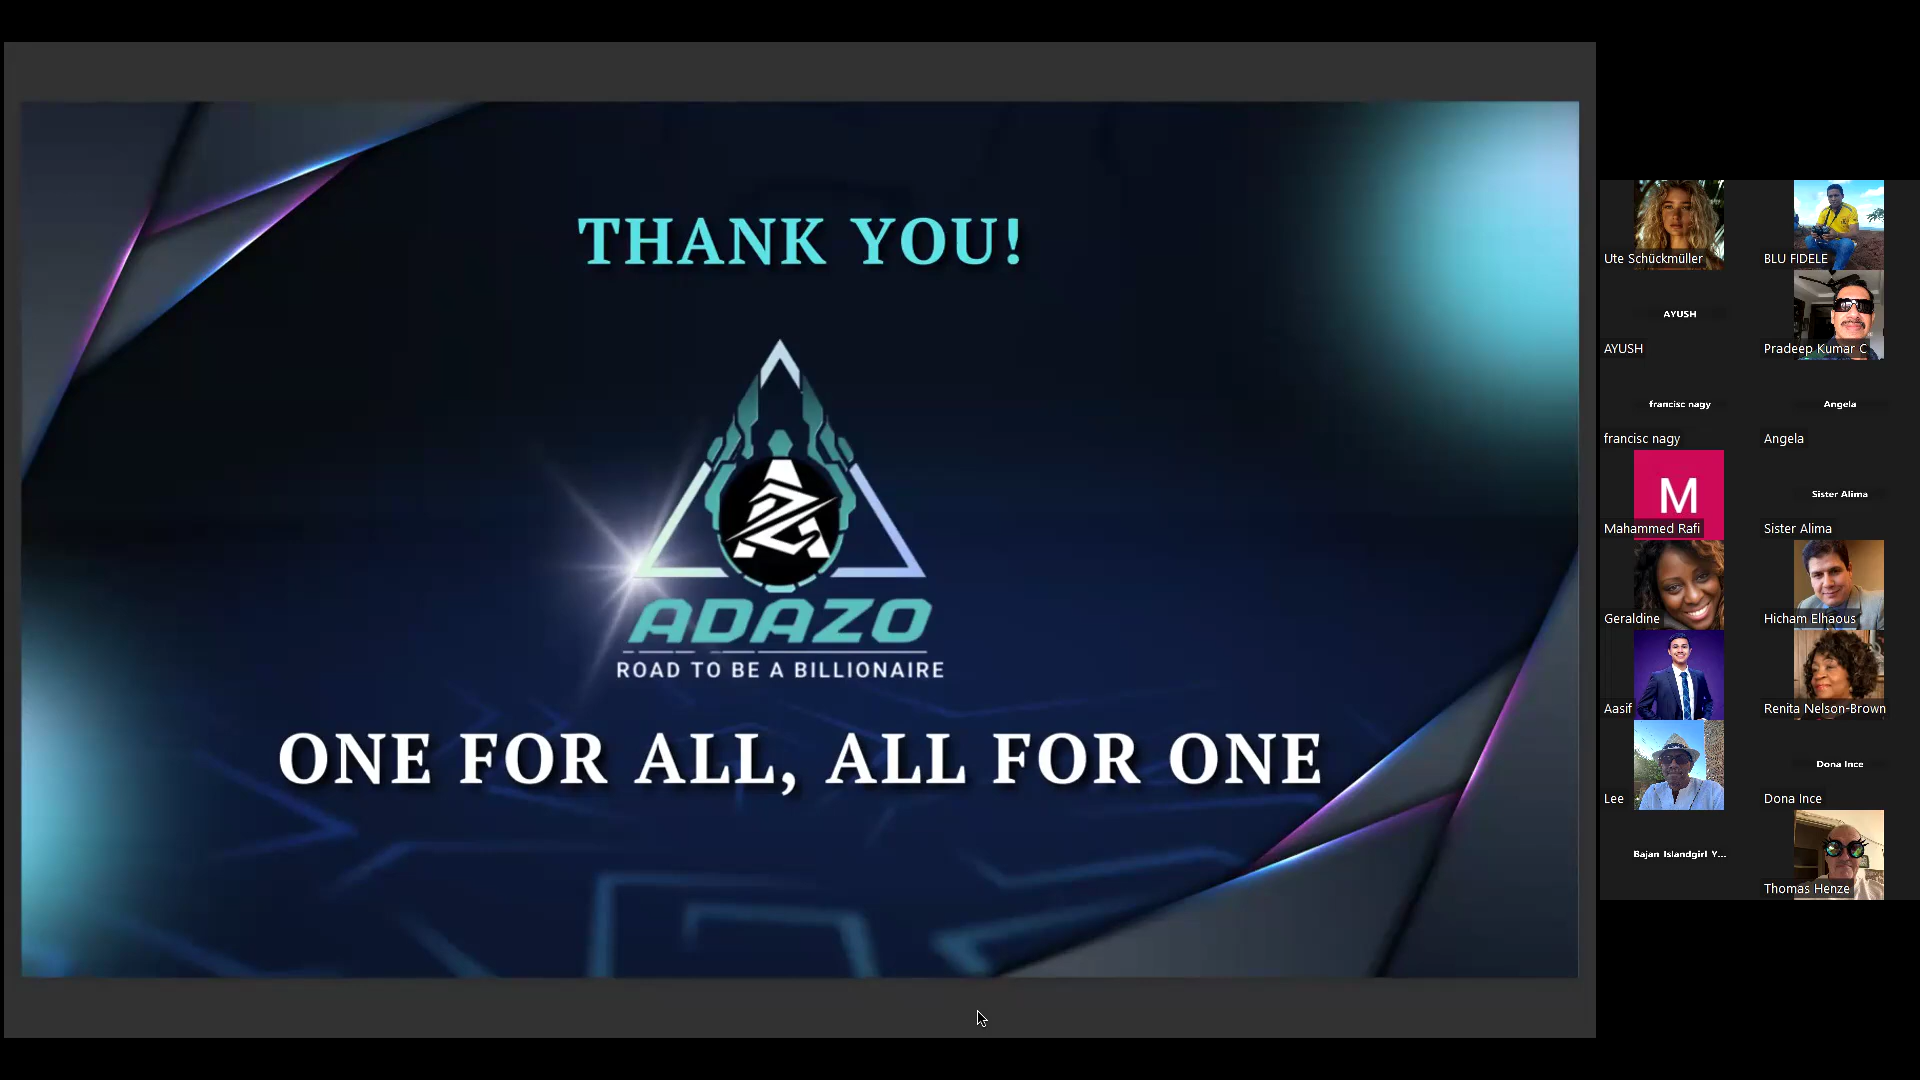 THANK YOU!
ADAZO
ROAD TO BE A BILLIONAIRE
ONE FOR ALL, ALL FOR ONE
Ute Schückmüller
BLU FIDELE
AYUSH
AYUSH
Pradeep Kumar C
francisc nagy
Angela
francisc nagy
Angela
M
Mahammed Rafi
Sister Alima
Sister Alima
Geraldine
Hicham Elhaous
Aasif
Renita Nelson-Brown
Lee
Dona Ince
Dona Ince
Bajan Islandgirl Y...
Thomas Henze